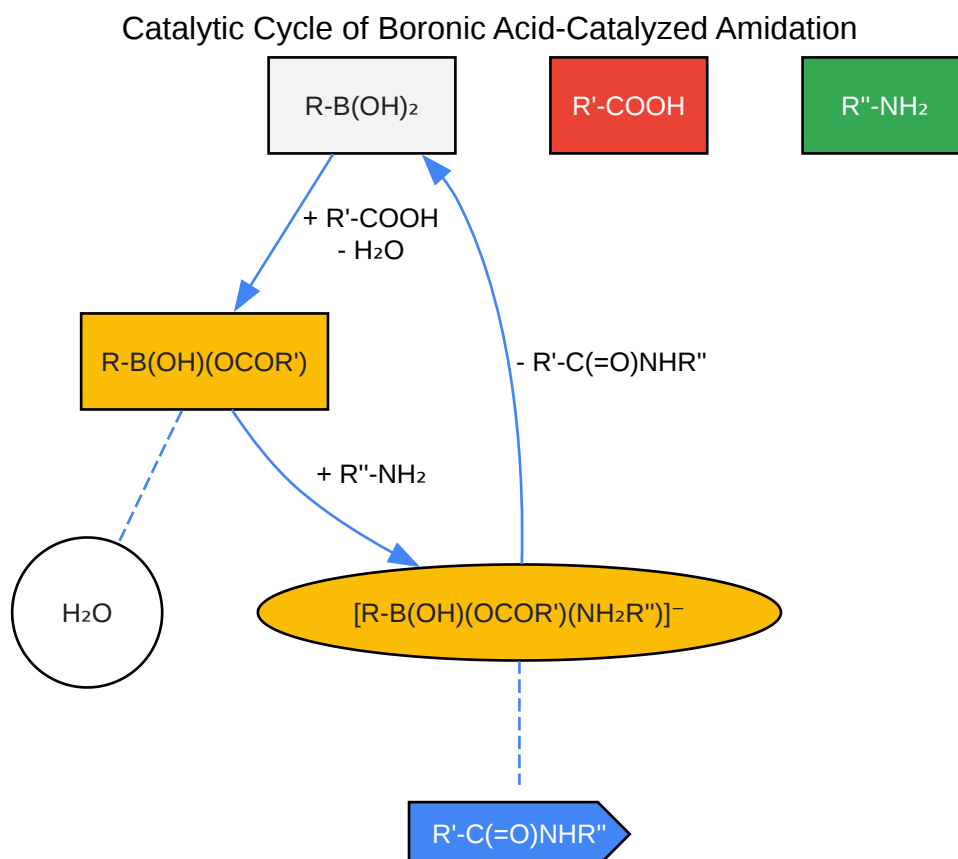 Catalytic Cycle of Boronic Acid-Catalyzed Amidation
R-B(OH)₂
R'-COOH
R"-NH₂
+ R'-COOH
- H₂O
R-B(OH)(OCOR')
- R'-C(=O)NHR"
+ R"-NH₂
H₂O
[R-B(OH)(OCOR')(NH₂R")]⁻
R'-C(=O)NHR"